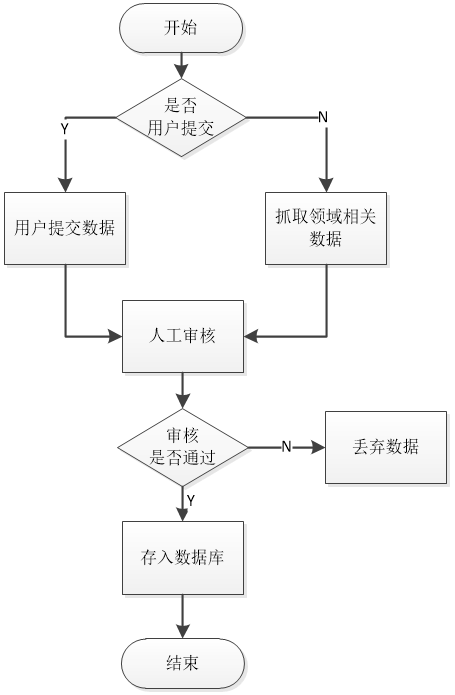 开始
是否
用户提交
Y
N
用户提交数据
抓取领域相关
数据
人工审核
审核
是否通过
N
丢弃数据
Y
存入数据库
结束